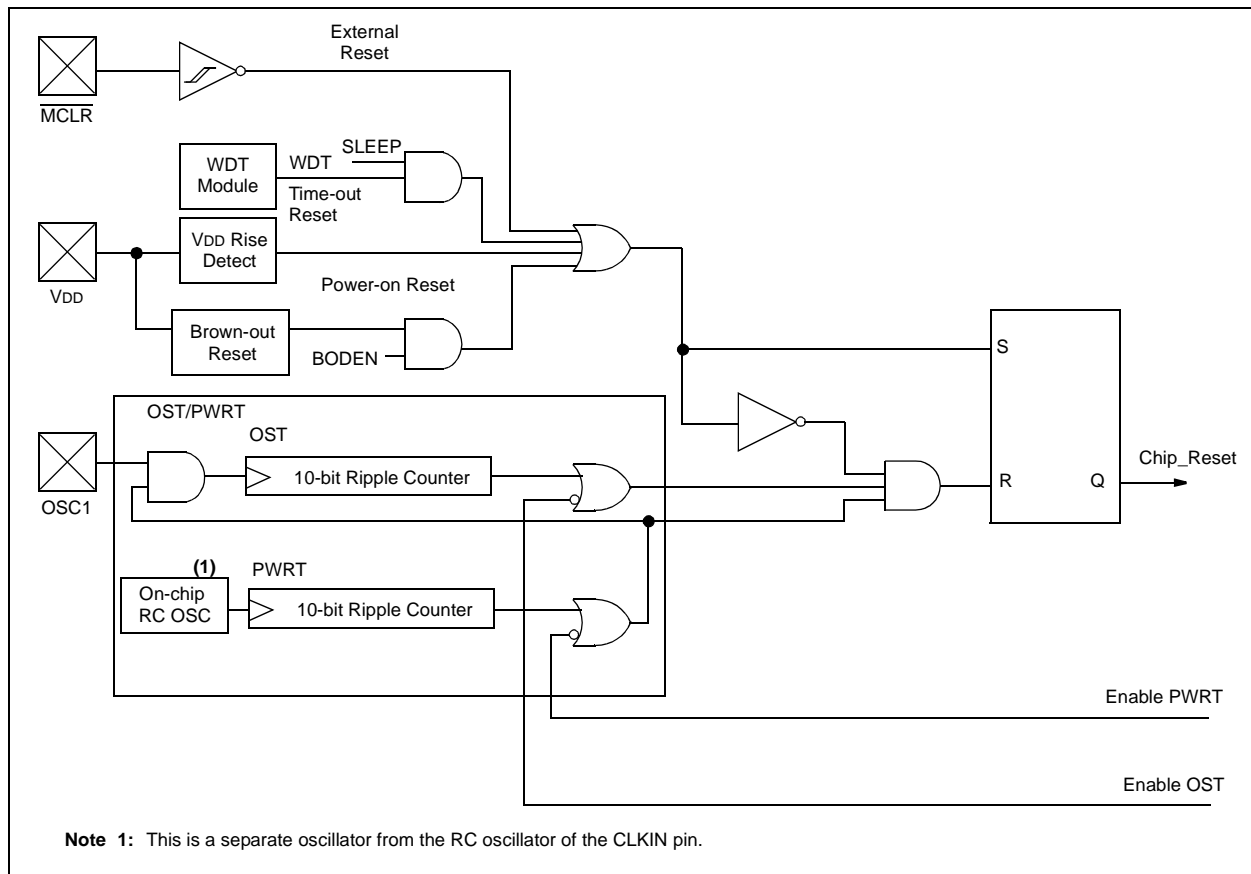 External
Reset
MCLR
SLEEP
WDT
Module
WDT
Time-out
Reset
VDD Rise
Detect
VDD
Power-on Reset
Brown-out
Reset
BODEN
S
OST/PWRT
OST
10-bit Ripple Counter
OSC1
R
Q
Chip_Reset
(1)
PWRT
On-chip
RC OSC
10-bit Ripple Counter
Enable PWRT
Enable OST
Note 1: This is a separate oscillator from the RC oscillator of the CLKIN pin.